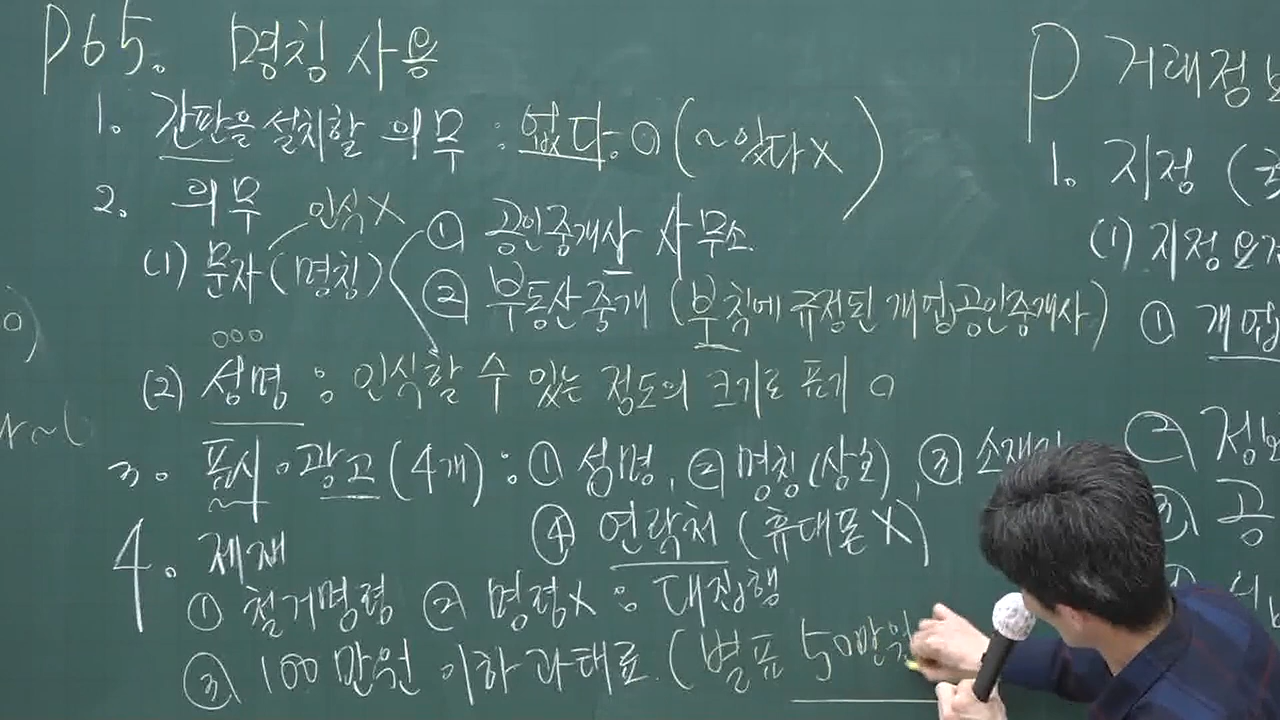 P65. 명칭사용
1. 간판을 설치할 의무 : 없다. ○ (~있다X)
2. 의무
인식X
(1) 문자(명칭) ① 공인중개사 사무소
② 부동산중개 (부칙에 규정된 개업공인중개사)
○○○
(2) 성명 : 인식할 수 있는 정도의 크기로 표기 ○
3. 표시·광고(4개) : ① 성명, ② 명칭(상호), ③ 소재지
④ 연락처 (휴대폰X)
4. 제재
① 철거명령 ② 명령X : 대집행
③ 100만원 이하 과태료 (별표 50만원
P 거래정보
1. 지정 (국
(1) 지정요
① 개업
② 정보
③ 공